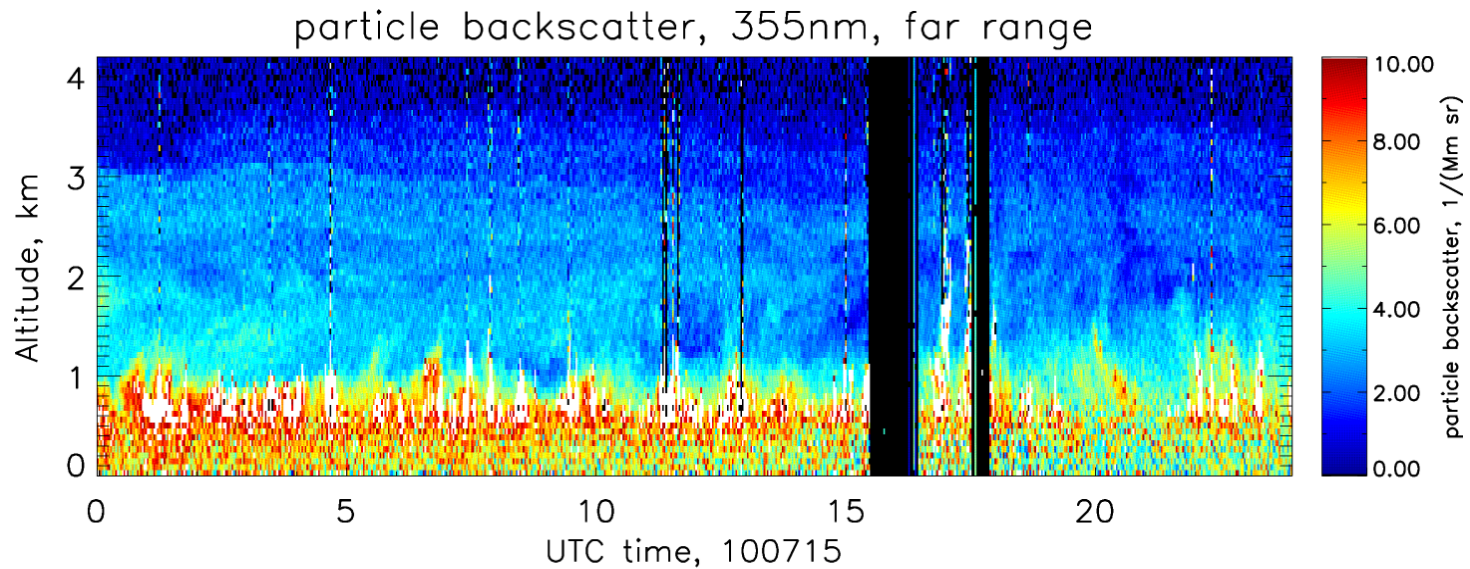 particle backscatter, 355nm, far range
4
3
2
1
0
Altitude, km
0 5 10 15 20
UTC time, 100715
10.00
8.00
6.00
4.00
2.00
0.00
particle backscatter, 1/(Mm sr)